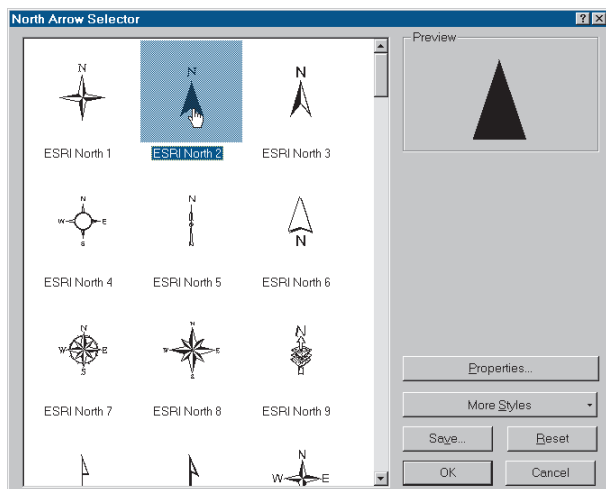 North Arrow Selector
Preview
N N N
ESRI North 1 ESRI North 2 ESRI North 3
N N
W E
S N
ESRI North 4 ESRI North 5 ESRI North 6
N N N
W E W E
S S
ESRI North 7 ESRI North 8 ESRI North 9
Properties...
More Styles
Save... Reset
N
W E
OK Cancel